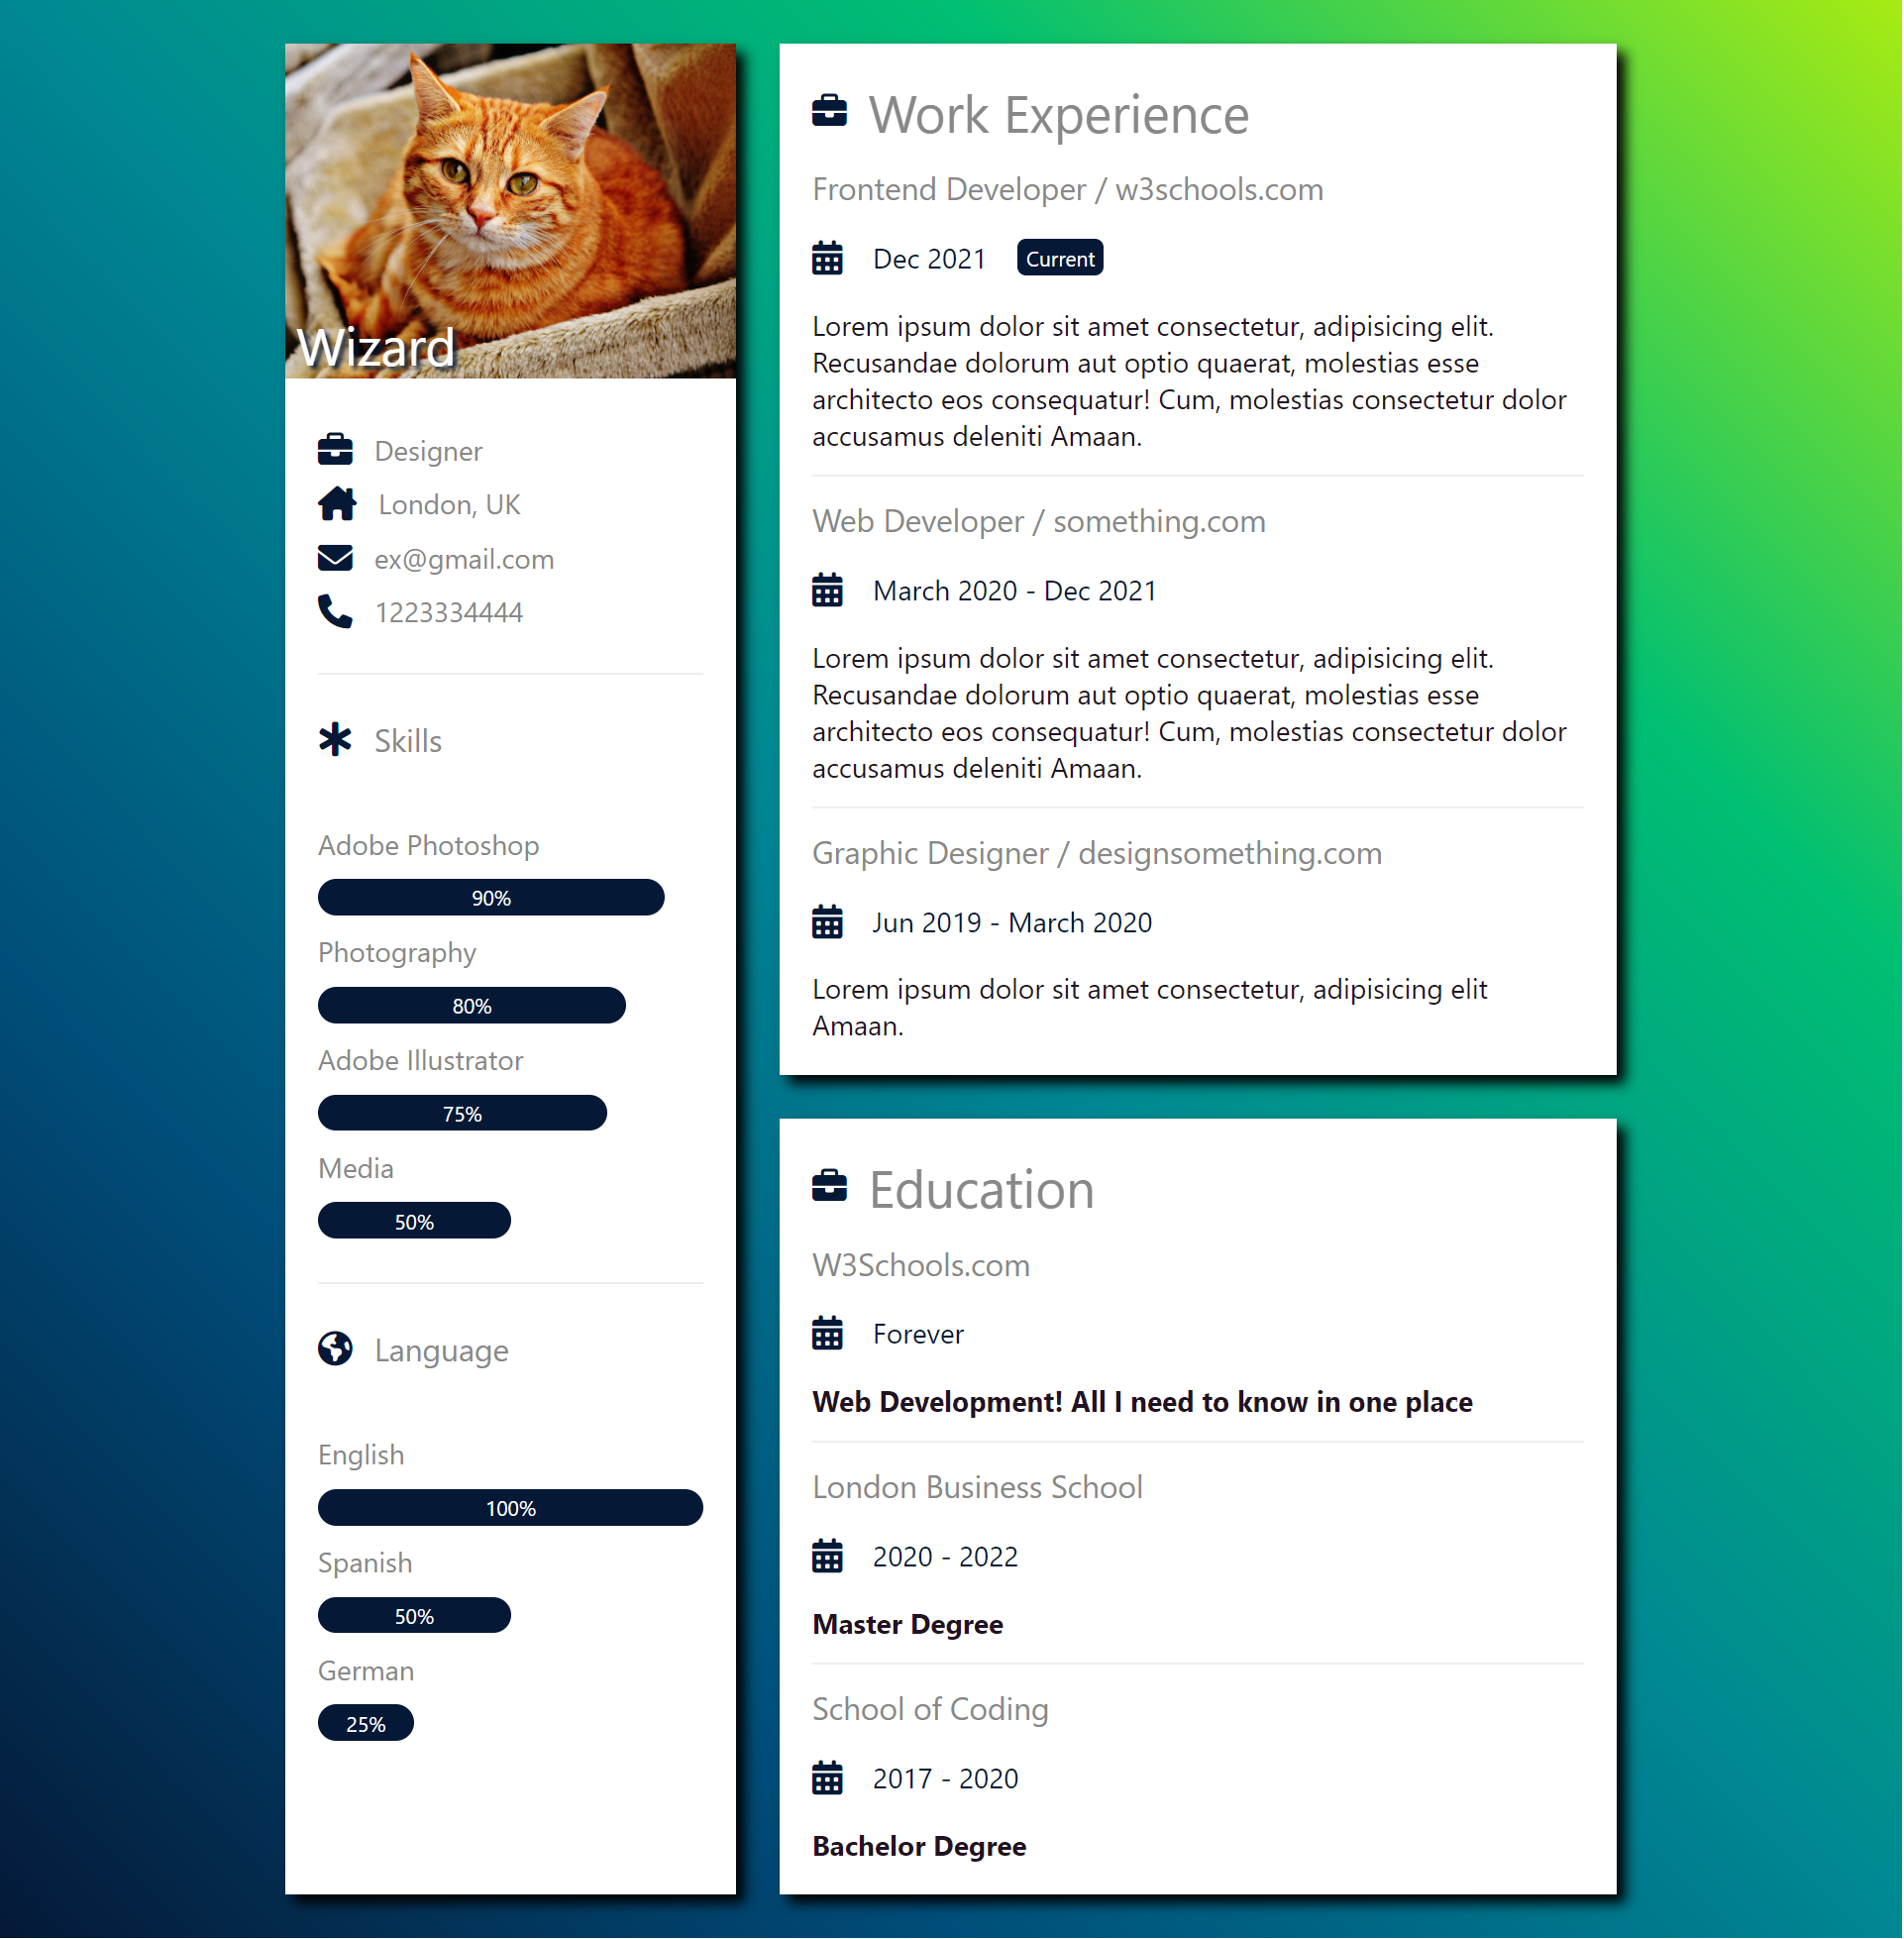 Wizard
Designer
London, UK
ex@gmail.com
1223334444
Skills
Adobe Photoshop
90%
Photography
80%
Adobe Illustrator
75%
Media
50%
Language
English
100%
Spanish
50%
German
25%
Work Experience
Frontend Developer / w3schools.com
Dec 2021 Current
Lorem ipsum dolor sit amet consectetur, adipisicing elit.
Recusandae dolorum aut optio quaerat, molestias esse
architecto eos consequatur! Cum, molestias consectetur dolor
accusamus deleniti Amaan.
Web Developer / something.com
March 2020 - Dec 2021
Lorem ipsum dolor sit amet consectetur, adipisicing elit.
Recusandae dolorum aut optio quaerat, molestias esse
architecto eos consequatur! Cum, molestias consectetur dolor
accusamus deleniti Amaan.
Graphic Designer / designsomething.com
Jun 2019 - March 2020
Lorem ipsum dolor sit amet consectetur, adipisicing elit
Amaan.
Education
W3Schools.com
Forever
Web Development! All I need to know in one place
London Business School
2020 - 2022
Master Degree
School of Coding
2017 - 2020
Bachelor Degree